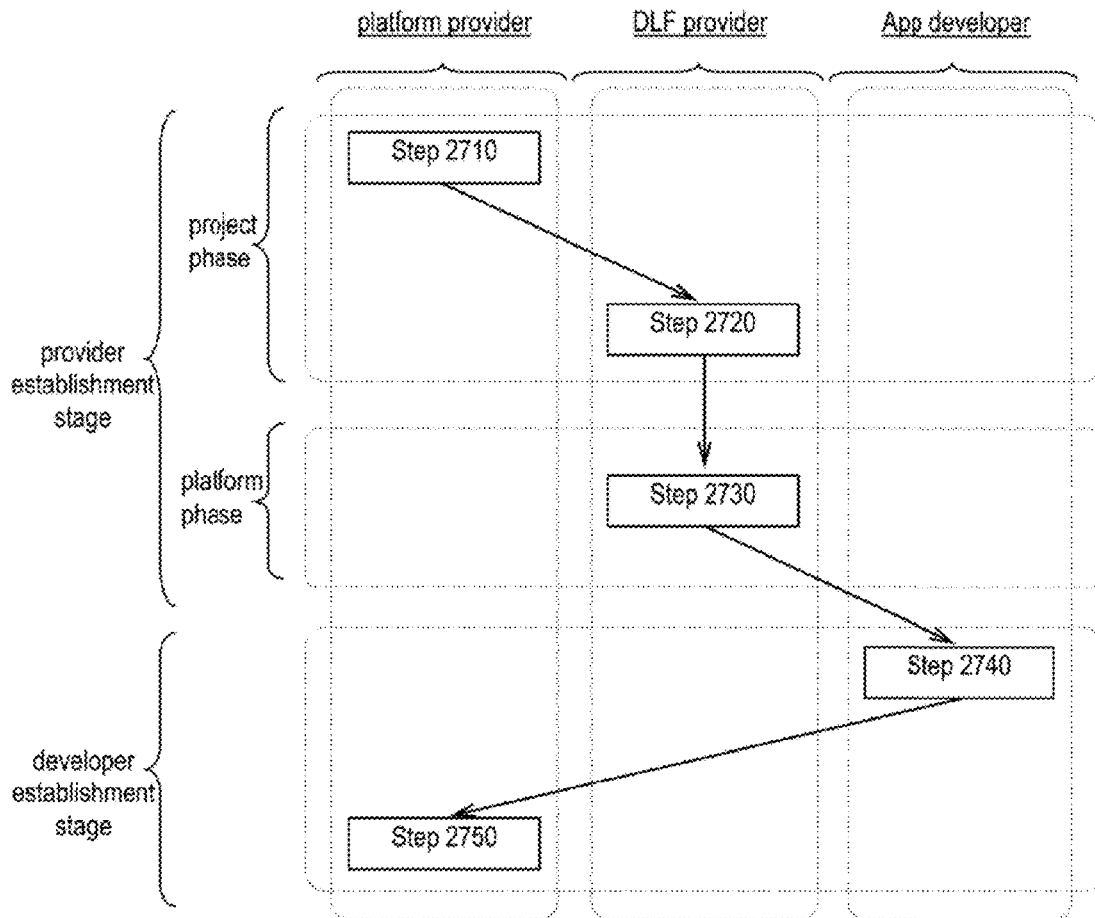 platform provider
DLF provider
App developer
Step 2710
project
phase
Step 2720
provider
establishment
stage
platform
phase
Step 2730
Step 2740
developer
establishment
stage
Step 2750